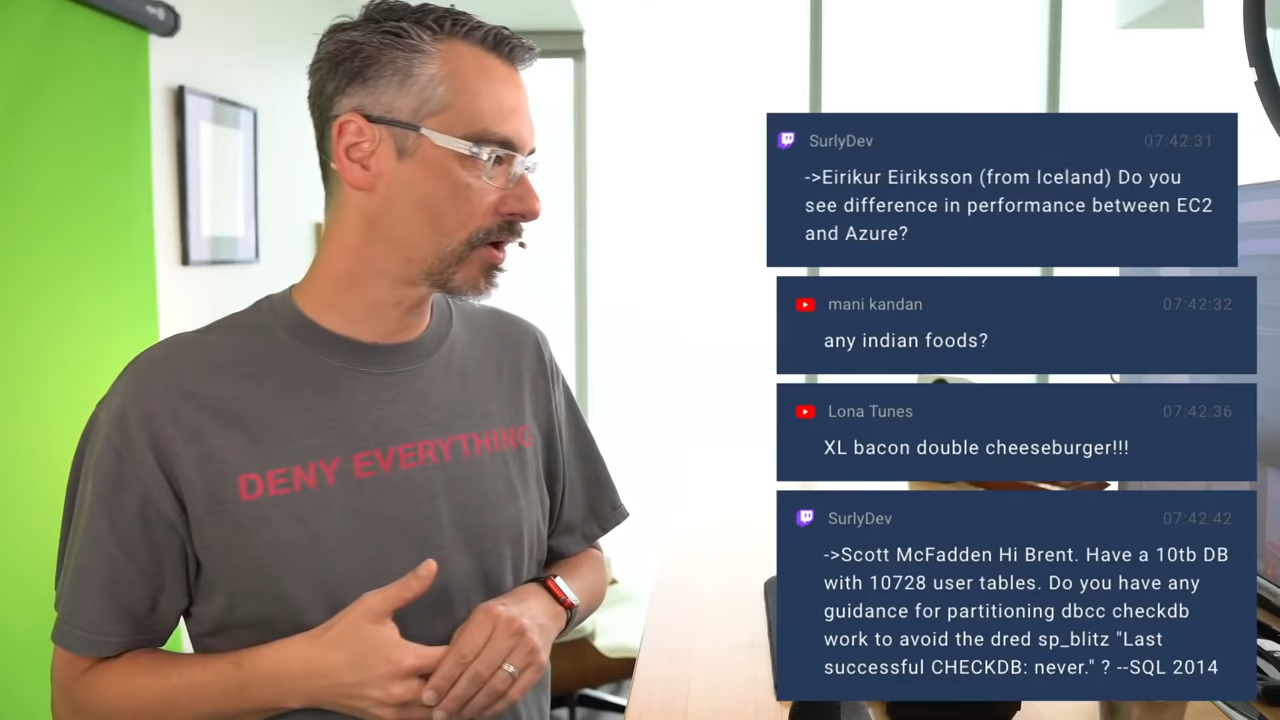 DENY EVERYTHING
SurlyDev 07:42:31
->Eirikur Eiriksson (from Iceland) Do you
see difference in performance between EC2
and Azure?
mani kandan 07:42:32
any indian foods?
Lona Tunes 07:42:36
XL bacon double cheeseburger!!!
SurlyDev 07:42:42
->Scott McFadden Hi Brent. Have a 10tb DB
with 10728 user tables. Do you have any
guidance for partitioning dbcc checkdb
work to avoid the dred sp_blitz "Last
successful CHECKDB: never." ? --SQL 2014